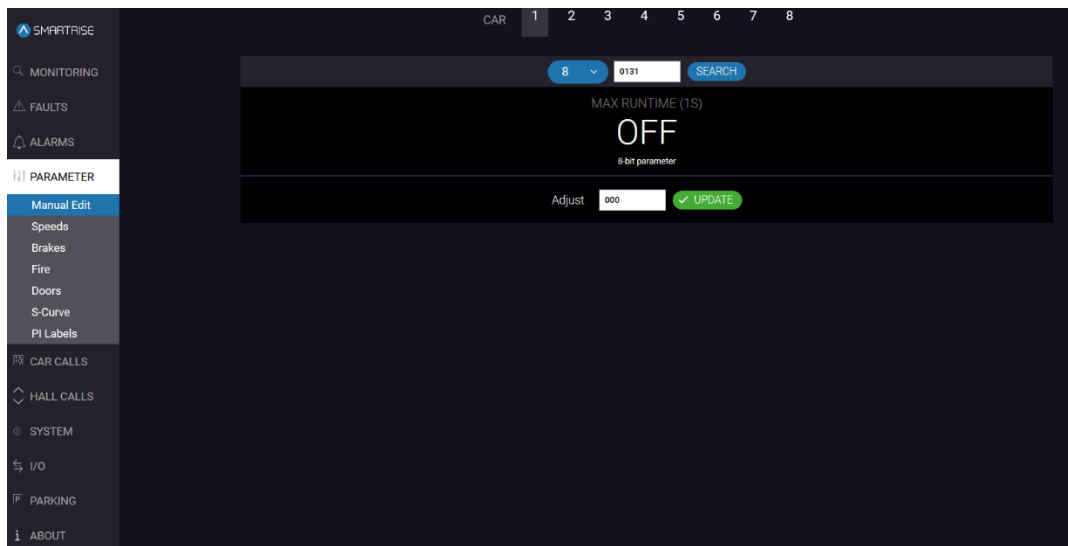 SMARTRISE
CAR 1 2 3 4 5 6 7 8
MONITORING
FAULTS
ALARMS
PARAMETER
Manual Edit
Speeds
Brakes
Fire
Doors
S-Curve
PI Labels
CAR CALLS
HALL CALLS
SYSTEM
I/O
P PARKING
i ABOUT
8 0131 SEARCH
MAX RUNTIME (1S)
OFF
8-bit parameter
Adjust 000 UPDATE